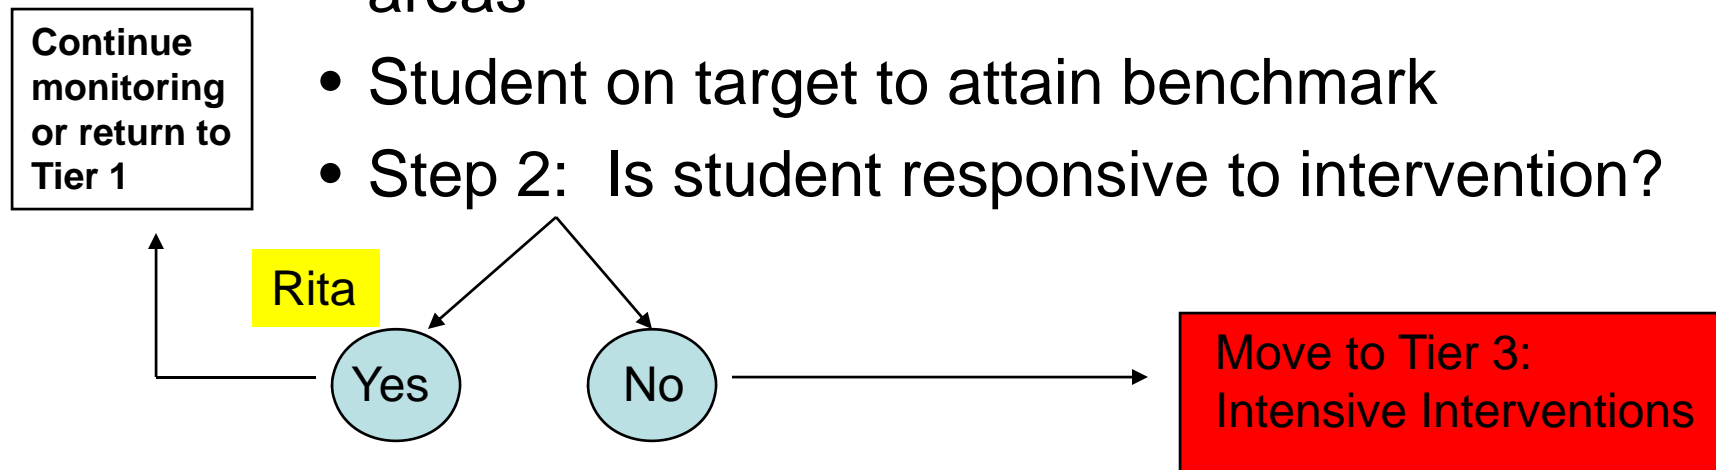 areas
Continue
monitoring
or return to
Tier 1
• Student on target to attain benchmark
• Step 2: Is student responsive to intervention?
Rita
Yes
No
Move to Tier 3:
Intensive Interventions